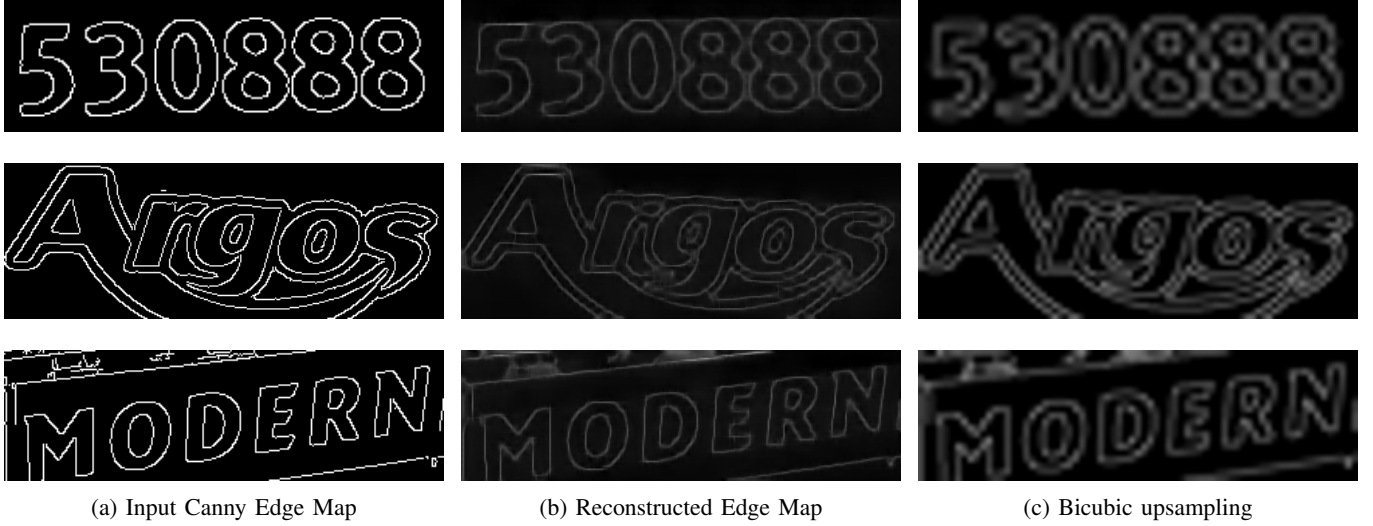 530888 530888 530888
Argos Argos Argos
MODERN MODERN MODERN
(a) Input Canny Edge Map (b) Reconstructed Edge Map (c) Bicubic upsampling